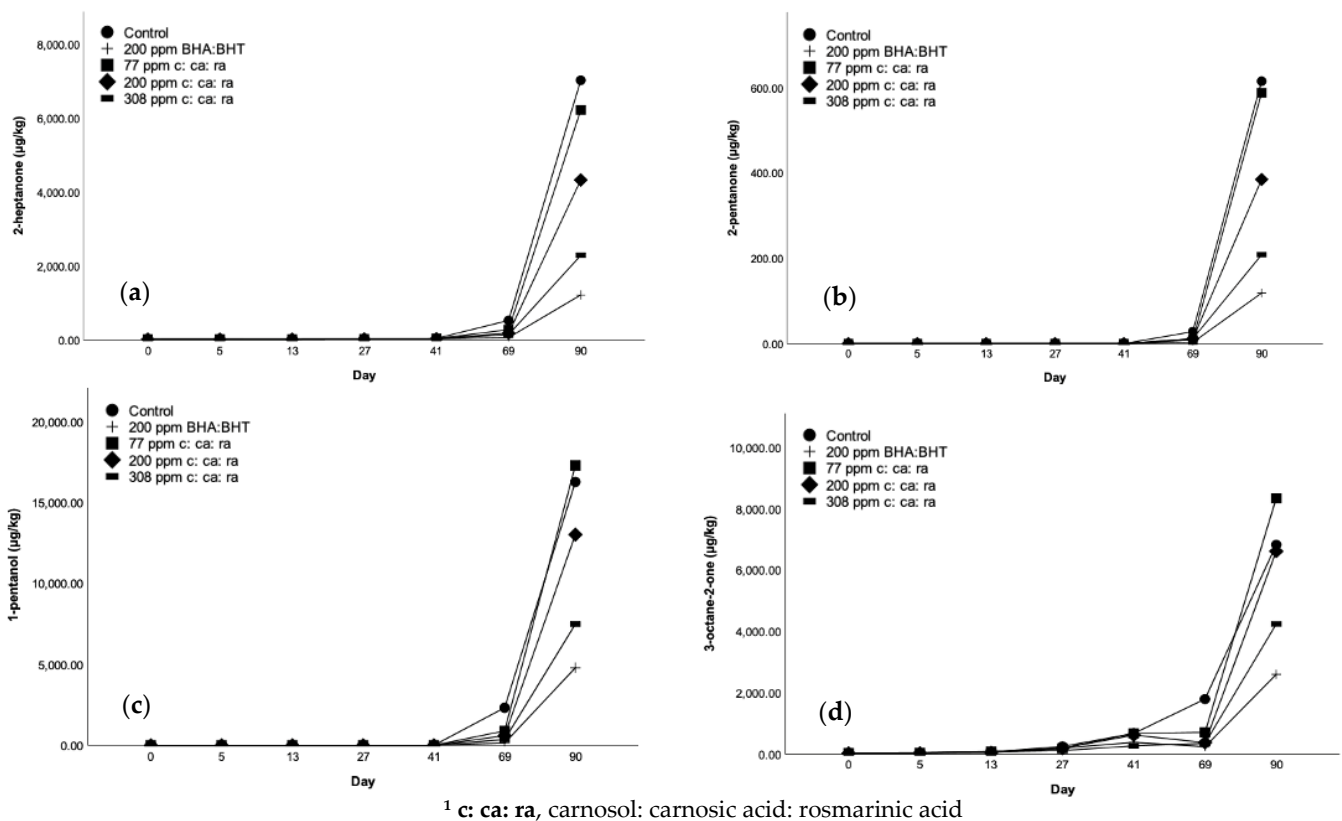 Control
200 ppm BHA:BHT
77 ppm c: ca: ra
200 ppm c: ca: ra
308 ppm c: ca: ra
8,000.00
6,000.00
4,000.00
2,000.00
0.00
2-heptanone (µg/kg)
(a)
0 5 13 27 41 69 90
Day
Control
200 ppm BHA:BHT
77 ppm c: ca: ra
200 ppm c: ca: ra
308 ppm c: ca: ra
600.00
400.00
200.00
0.00
2-pentanone (µg/kg)
(b)
0 5 13 27 41 69 90
Day
Control
200 ppm BHA:BHT
77 ppm c: ca: ra
200 ppm c: ca: ra
308 ppm c: ca: ra
20,000.00
15,000.00
10,000.00
5,000.00
0.00
1-pentanol (µg/kg)
(c)
0 5 13 27 41 69 90
Day
Control
200 ppm BHA:BHT
77 ppm c: ca: ra
200 ppm c: ca: ra
308 ppm c: ca: ra
10,000.00
8,000.00
6,000.00
4,000.00
2,000.00
0.00
3-octane-2-one (µg/kg)
(d)
0 5 13 27 41 69 90
Day
¹ c: ca: ra, carnosol: carnosic acid: rosmarinic acid